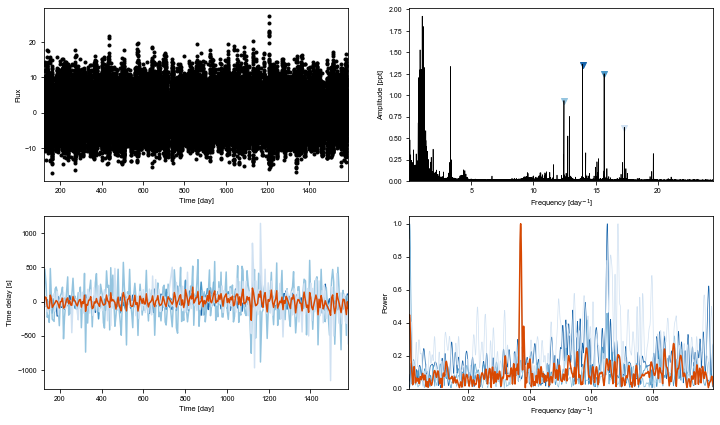 20
10
0
−10
Flux
200 400 600 800 1000 1200 1400
Time [day]
2.00
1.75
1.50
1.25
1.00
0.75
0.50
0.25
0.00
Amplitude [ppt]
5 10 15 20
Frequency [day⁻¹]
1000
500
0
−500
−1000
Time delay [s]
200 400 600 800 1000 1200 1400
Time [day]
1.0
0.8
0.6
0.4
0.2
0.0
Power
0.02 0.04 0.06 0.08
Frequency [day⁻¹]